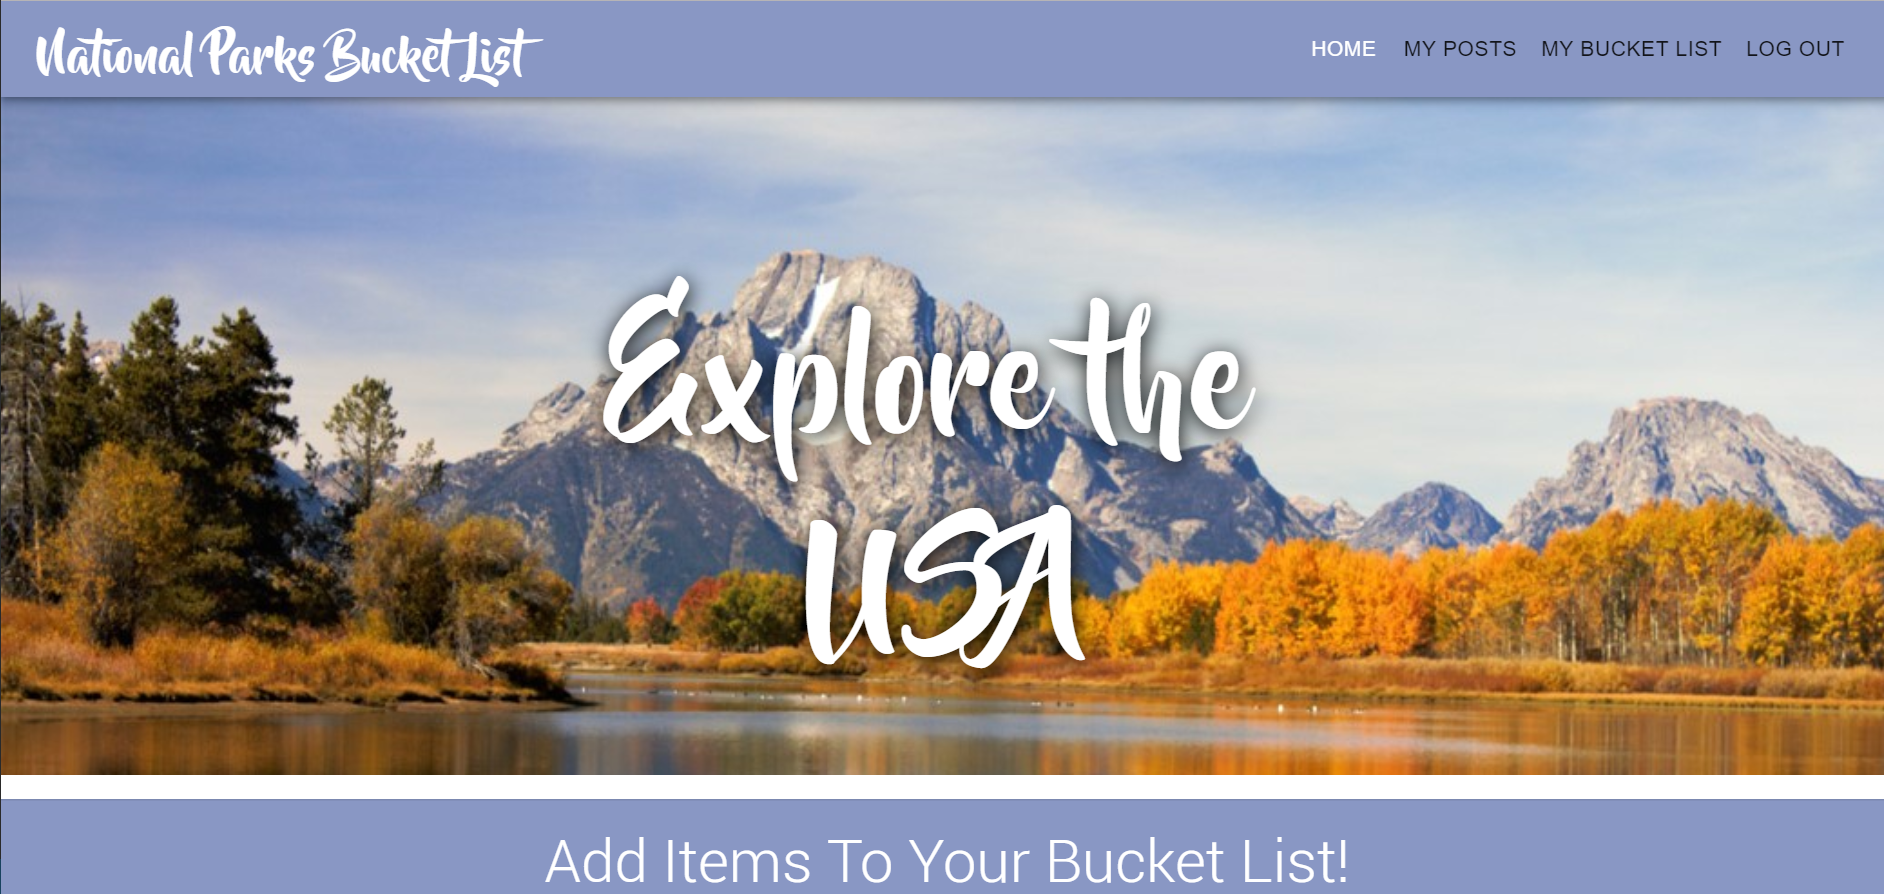 National Parks Bucket List
HOME MY POSTS MY BUCKET LIST LOG OUT
Explore the
USA
Add Items To Your Bucket List!